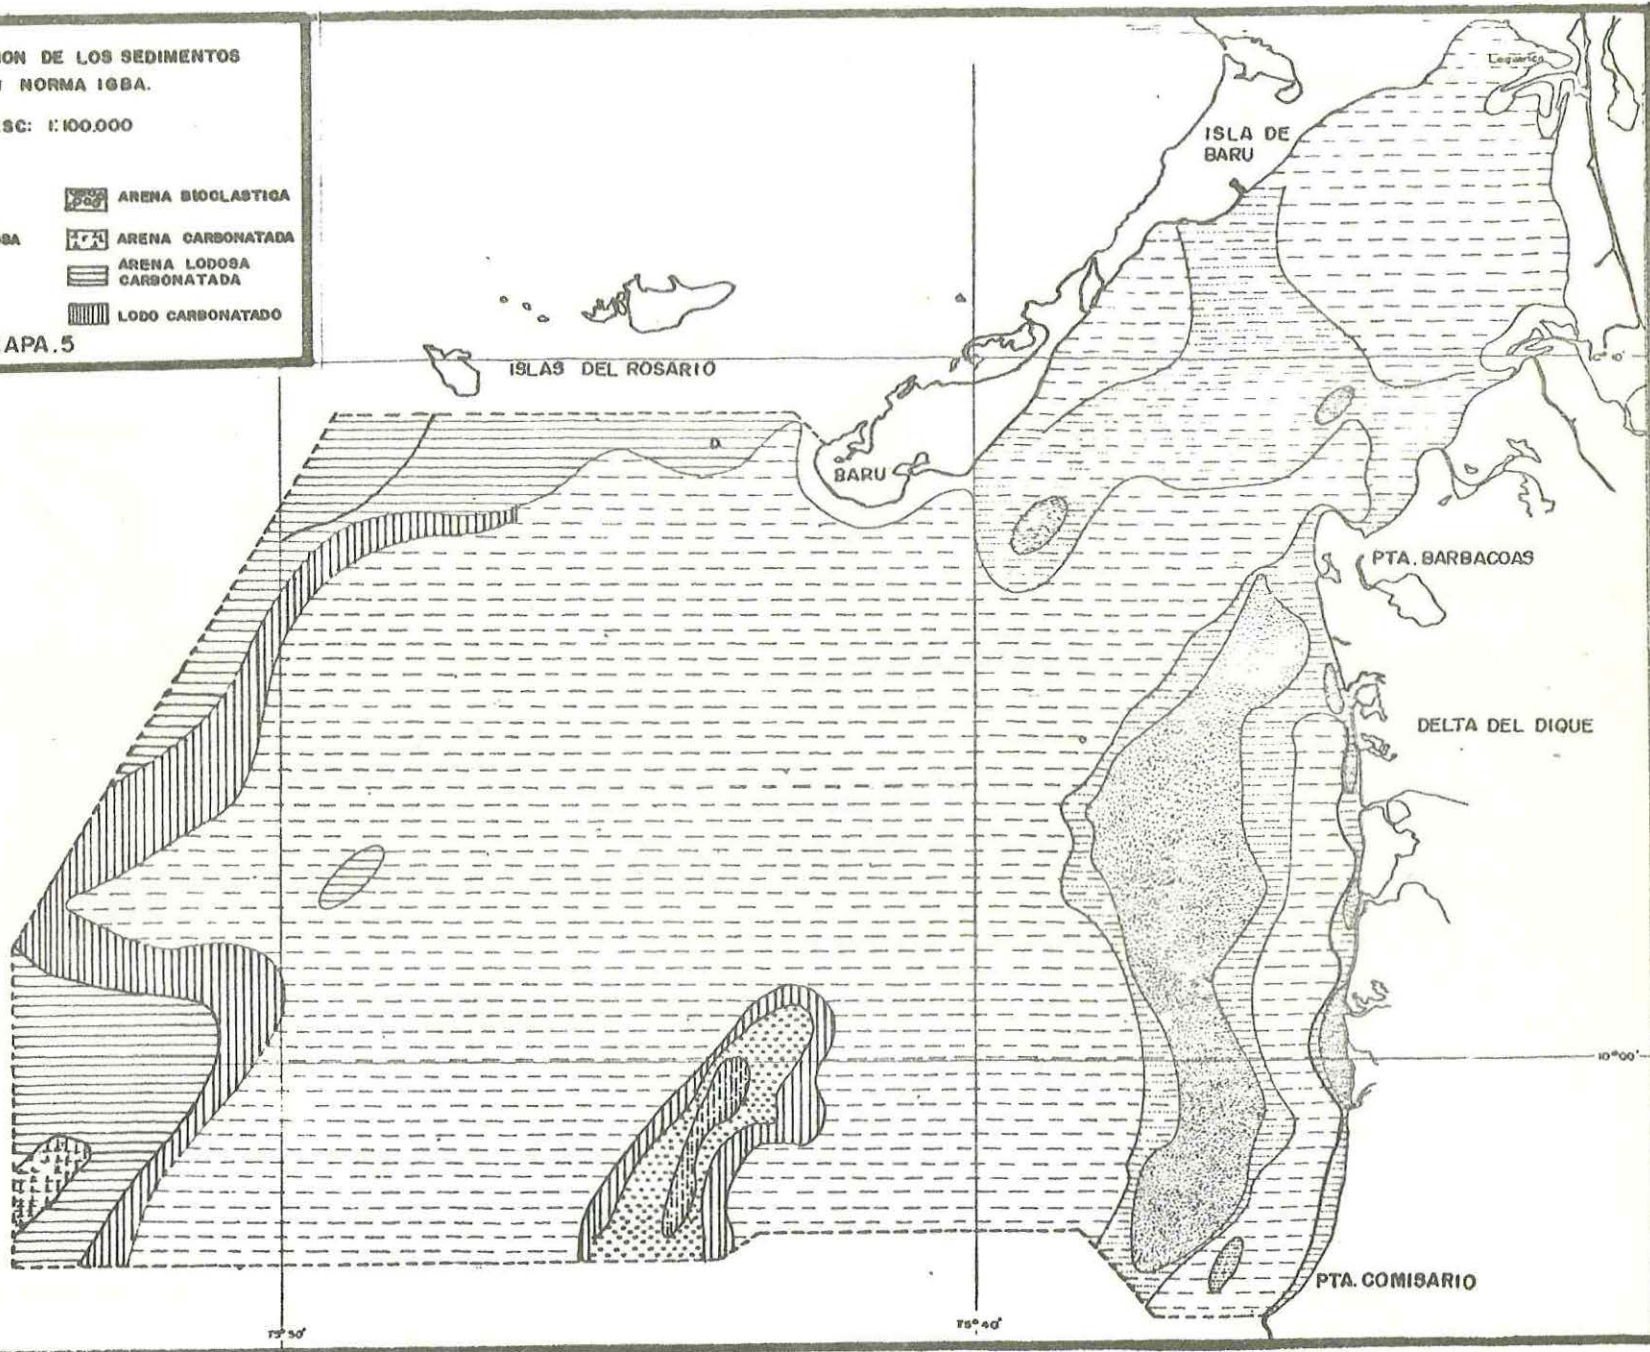 ION DE LOS SEDIMENTOS
NORMA IGBA.
SC: 1:100.000
ARENA BIOCLASTICA
OSA
ARENA CARBONATADA
ARENA LODOSA
CARBONATADA
LODO CARBONATADO
APA.5
ISLA DE
BARU
ISLAS DEL ROSARIO
BARU
PTA. BARBACOAS
DELTA DEL DIQUE
10°00'
PTA. COMISARIO
75°50'
75°40'